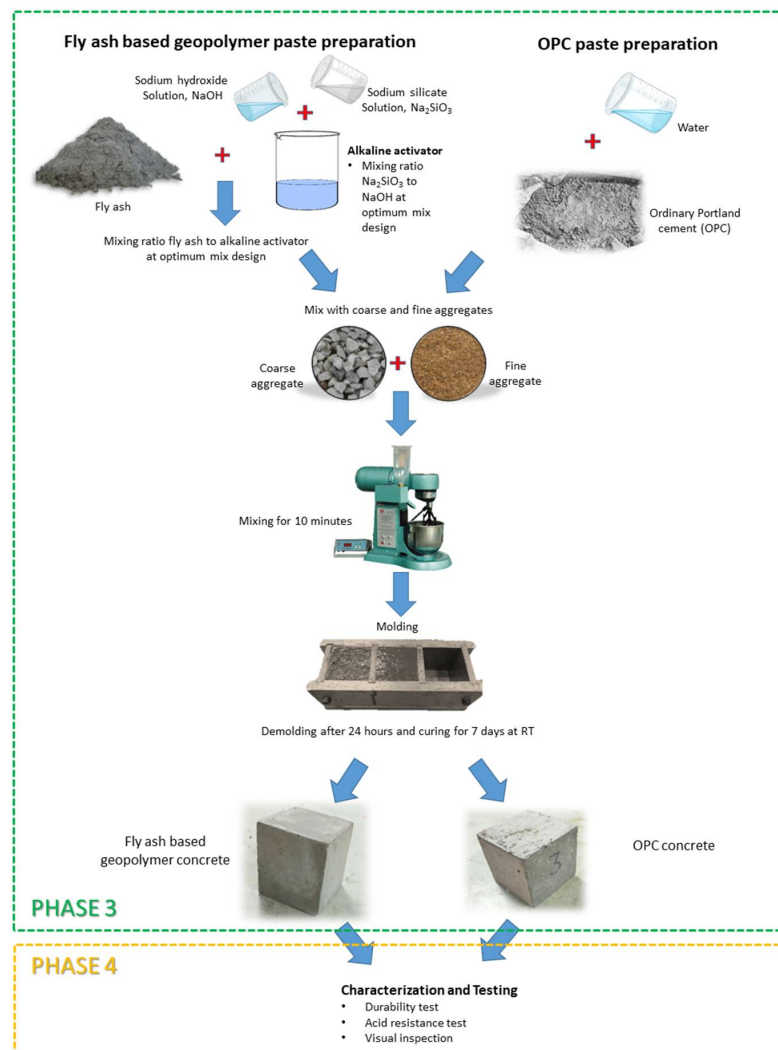 Fly ash based geopolymer paste preparation
OPC paste preparation
Sodium hydroxide
Solution, NaOH
Sodium silicate
Solution, Na₂SiO₃
Water
Alkaline activator
• Mixing ratio
Na₂SiO₃ to
NaOH at
optimum mix
design
Fly ash
Ordinary Portland
cement (OPC)
Mixing ratio fly ash to alkaline activator
at optimum mix design
Mix with coarse and fine aggregates
Coarse
aggregate
Fine
aggregate
Mixing for 10 minutes
Molding
Demolding after 24 hours and curing for 7 days at RT
Fly ash based
geopolymer concrete
OPC concrete
3
PHASE 3
PHASE 4
Characterization and Testing
• Durability test
• Acid resistance test
• Visual inspection